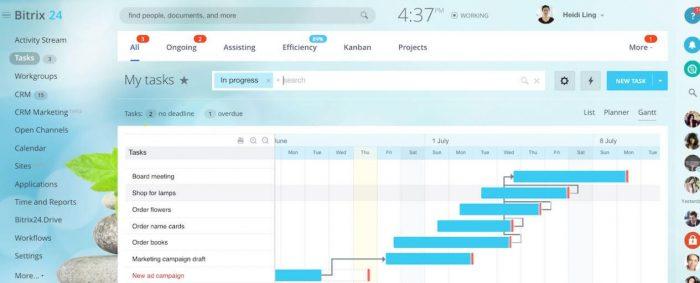 Bitrix 24
find people, documents, and more
4:37 PM
WORKING
Heidi Ling
?
Activity Stream
Tasks 3
Workgroups
CRM 15
CRM Marketing beta
Open Channels
Calendar
Sites
Applications
Time and Reports
Bitrix24.Drive
Workflows
Settings
More...
3 2 89% 1
All Ongoing Assisting Efficiency Kanban Projects More
My tasks ★ In progress × + search
NEW TASK
Tasks: 2 no deadline 1 overdue
List Planner Gantt
June 1 July 8 July
Tasks Mon Tue Wed Thu Fri Sat Mon Tue Wed Thu Fri Sat Mon Tue
Board meeting
Shop for lamps
Order flowers
Order name cards
Order books
Marketing campaign draft
New ad campaign
Yesterday